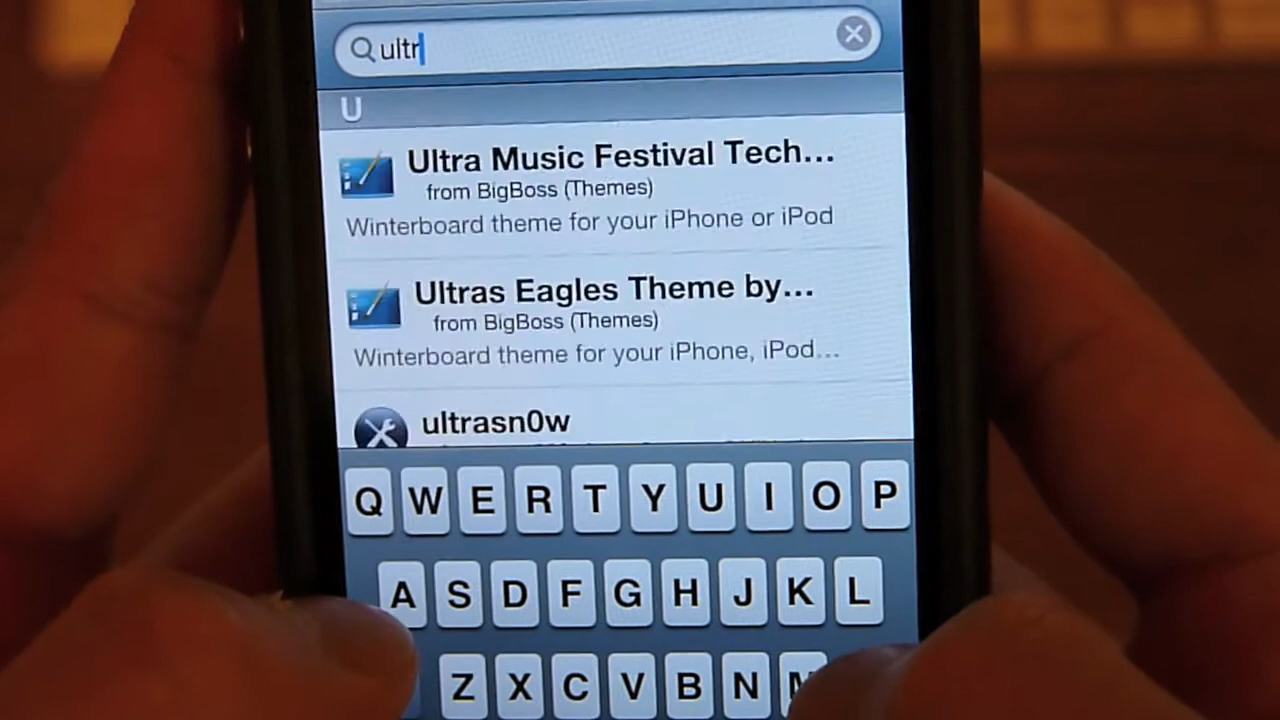 ultr
U
Ultra Music Festival Tech...
from BigBoss (Themes)
Winterboard theme for your iPhone or iPod
Ultras Eagles Theme by...
from BigBoss (Themes)
Winterboard theme for your iPhone, iPod...
ultrasn0w
Q W E R T Y U I O P
A S D F G H J K L
Z X C V B N M